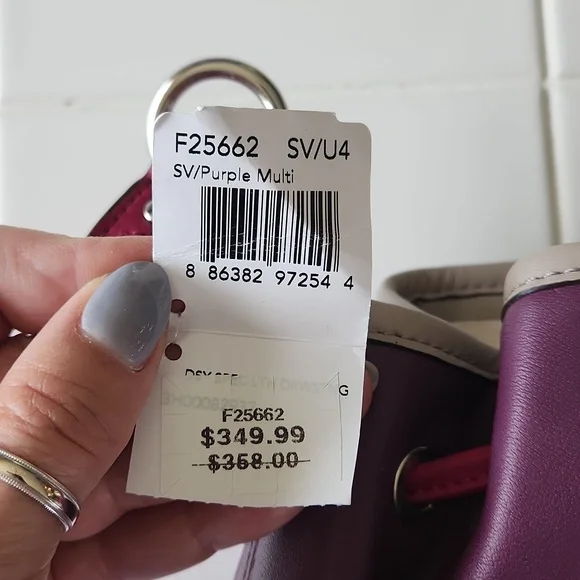 F25662 SV/U4
SV/Purple Multi
8 86382 97254 4
G
F25662
$349.99
$358.00